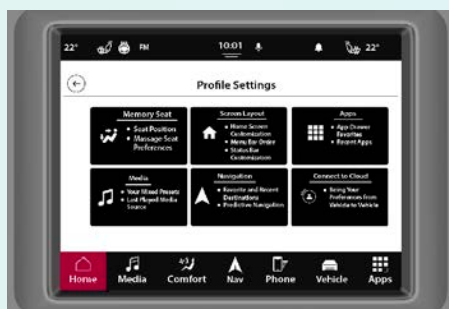 22° FM 10:01 22°
Profile Settings
Memory Seat
• Seat Position
• Massage Seat
Preferences
Screen Layout
• Home Screen
Customization
• Menu Bar Order
• Status Bar
Customization
Apps
• App Drawer
Favorites
• Recent Apps
Media
• Your Mixed Presets
• Last Played Media
Source
Navigation
• Favorite and Recent
Destinations
• Predictive Navigation
Connect to Cloud
• Bring Your
Preferences From
Vehicle to Vehicle
Home Media Comfort Nav Phone Vehicle Apps